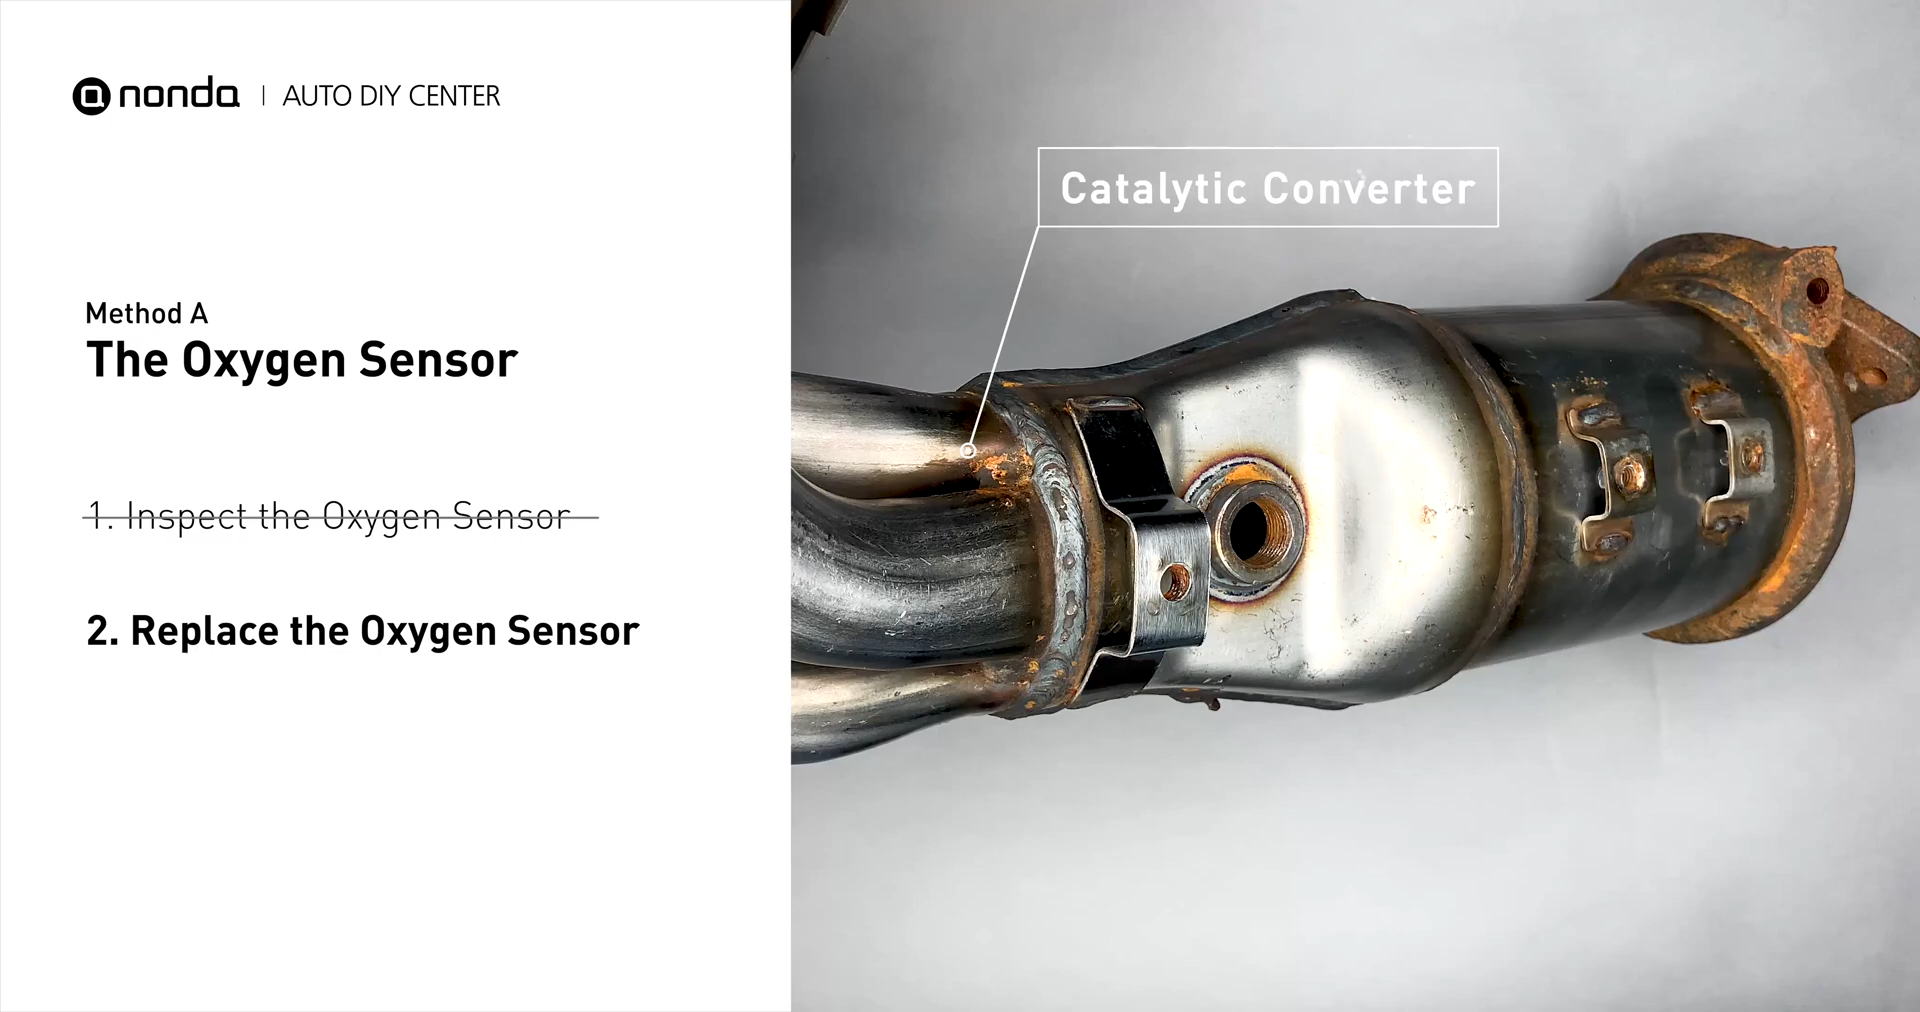 nonda | AUTO DIY CENTER
Catalytic Converter
Method A
The Oxygen Sensor
1. Inspect the Oxygen Sensor
2. Replace the Oxygen Sensor